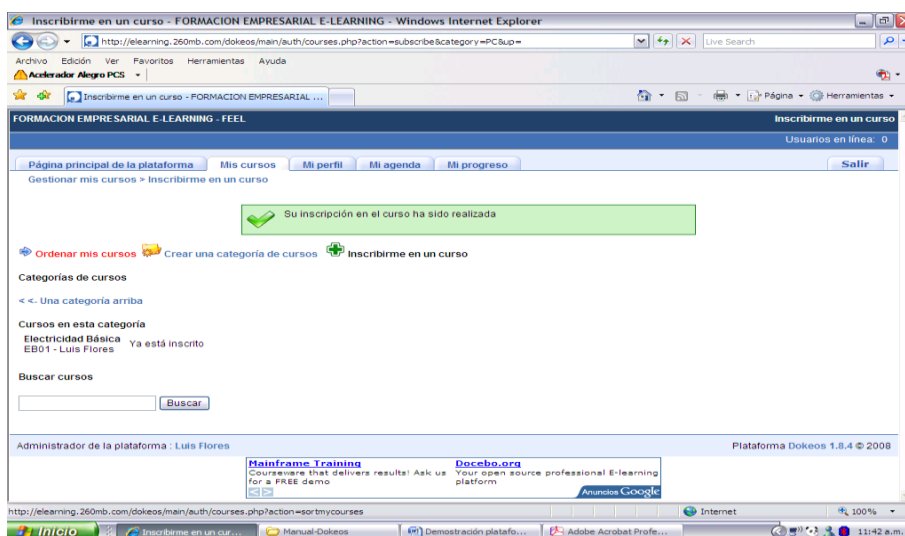 Inscribirme en un curso - FORMACION EMPRESARIAL E-LEARNING - Windows Internet Explorer
http://elearning.260mb.com/dokeos/main/auth/courses.php?action=subscribe&category=PC&up=
Live Search
Archivo Edición Ver Favoritos Herramientas Ayuda
Acelerador Alegro PCS
Inscribirme en un curso - FORMACION EMPRESARIAL ...
Página Herramientas
FORMACION EMPRESARIAL E-LEARNING - FEEL Inscribirme en un curso
Usuarios en línea: 0
Página principal de la plataforma Mis cursos Mi perfil Mi agenda Mi progreso Salir
Gestionar mis cursos > Inscribirme en un curso
Su inscripción en el curso ha sido realizada
Ordenar mis cursos Crear una categoría de cursos Inscribirme en un curso
Categorías de cursos
< <- Una categoría arriba
Cursos en esta categoría
Electricidad Básica
EB01 - Luis Flores Ya está inscrito
Buscar cursos
Buscar
Administrador de la plataforma : Luis Flores Plataforma Dokeos 1.8.4 © 2008
Mainframe Training Docebo.org
Courseware that delivers results! Ask us Your open source professional E-learning
for a FREE demo platform
Anuncios Google
http://elearning.260mb.com/dokeos/main/auth/courses.php?action=sortmycourses Internet 100%
Inicio Inscribirme en un cur... Manual-Dokeos Demostración platafo... Adobe Acrobat Profe... 11:42 a.m.